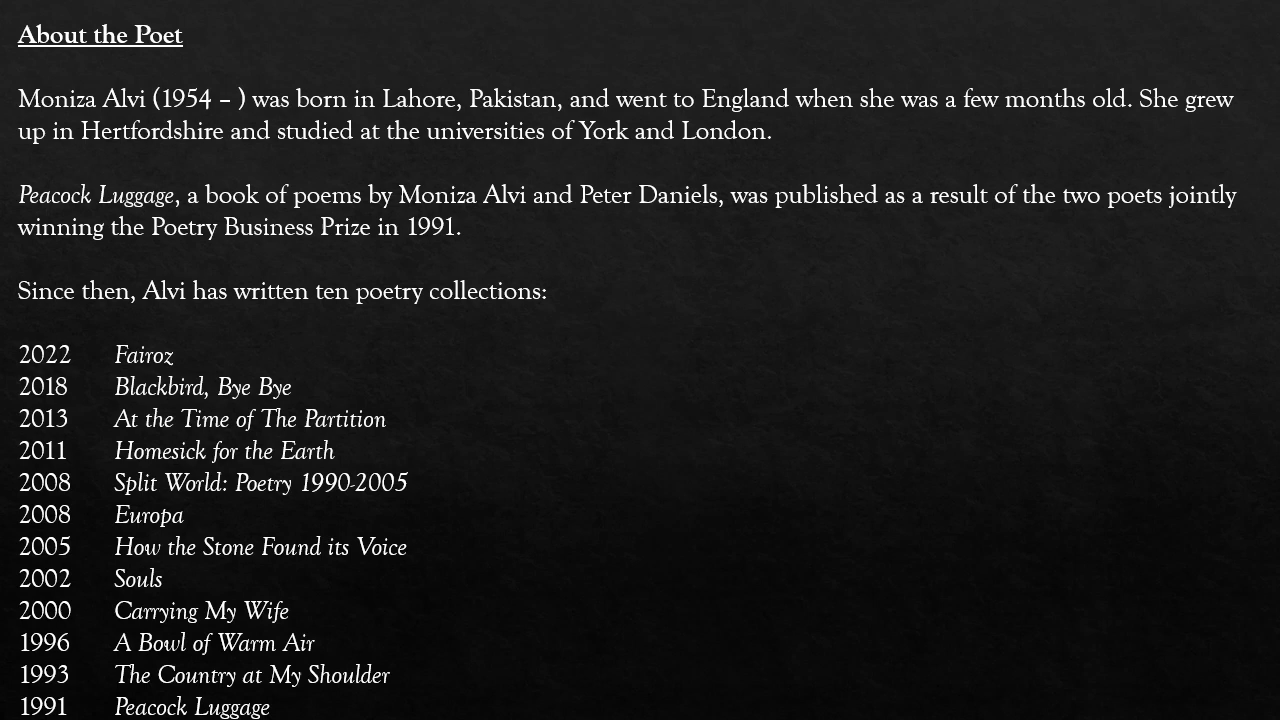 About the Poet
Moniza Alvi (1954 – ) was born in Lahore, Pakistan, and went to England when she was a few months old. She grew
up in Hertfordshire and studied at the universities of York and London.
Peacock Luggage, a book of poems by Moniza Alvi and Peter Daniels, was published as a result of the two poets jointly
winning the Poetry Business Prize in 1991.
Since then, Alvi has written ten poetry collections:
2022 Fairoz
2018 Blackbird, Bye Bye
2013 At the Time of The Partition
2011 Homesick for the Earth
2008 Split World: Poetry 1990-2005
2008 Europa
2005 How the Stone Found its Voice
2002 Souls
2000 Carrying My Wife
1996 A Bowl of Warm Air
1993 The Country at My Shoulder
1991 Peacock Luggage